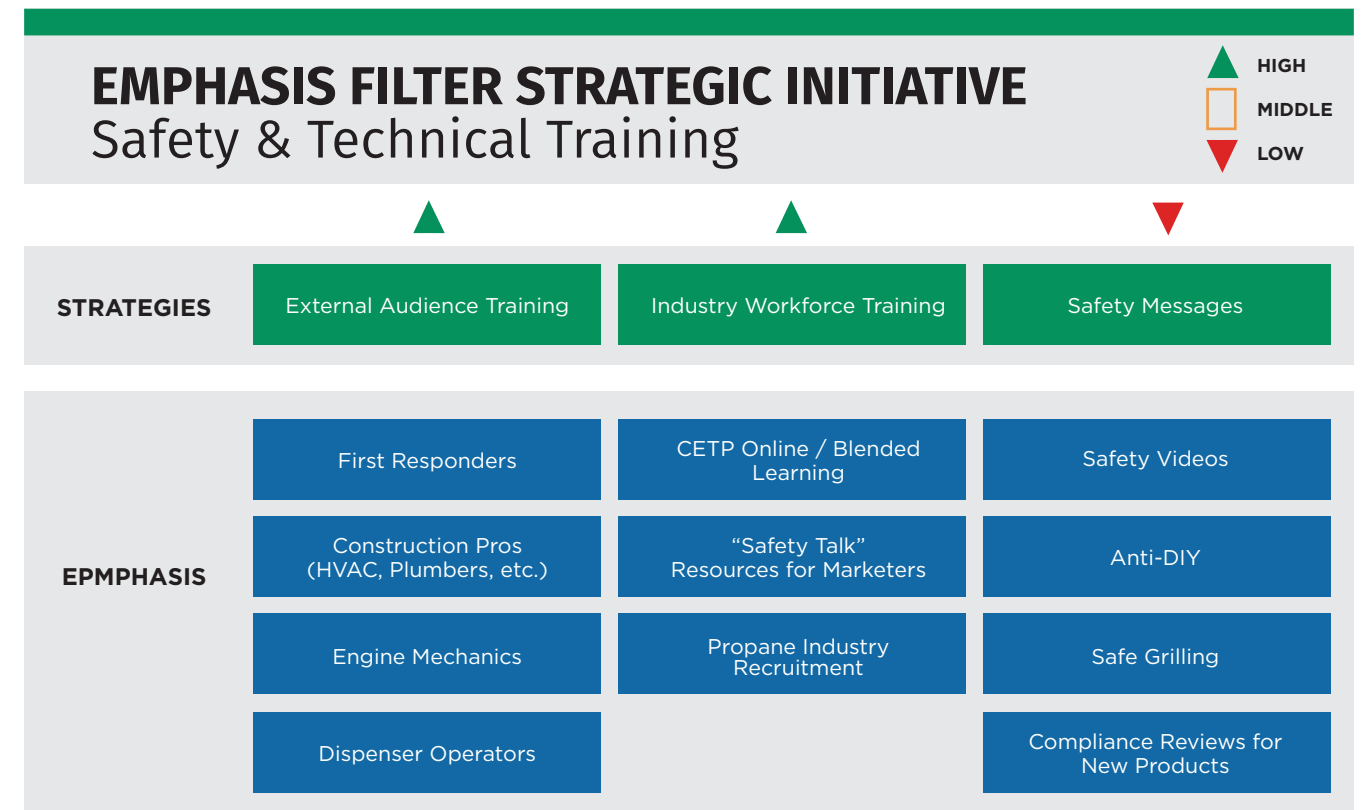 EMPHASIS FILTER STRATEGIC INITIATIVE
Safety & Technical Training
HIGH
MIDDLE
LOW
STRATEGIES
External Audience Training
Industry Workforce Training
Safety Messages
EPMPHASIS
First Responders
CETP Online / Blended
Learning
Safety Videos
Construction Pros
(HVAC, Plumbers, etc.)
“Safety Talk”
Resources for Marketers
Anti-DIY
Engine Mechanics
Propane Industry
Recruitment
Safe Grilling
Dispenser Operators
Compliance Reviews for
New Products